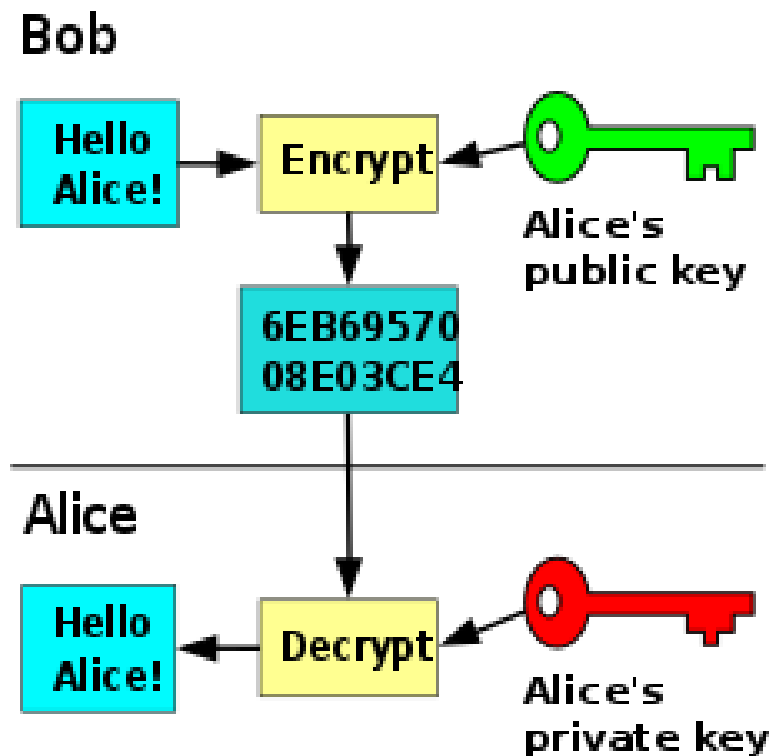 Bob
Hello
Alice!
Encrypt
Alice's
public key
6EB69570
08E03CE4
Alice
Hello
Alice!
Decrypt
Alice's
private key